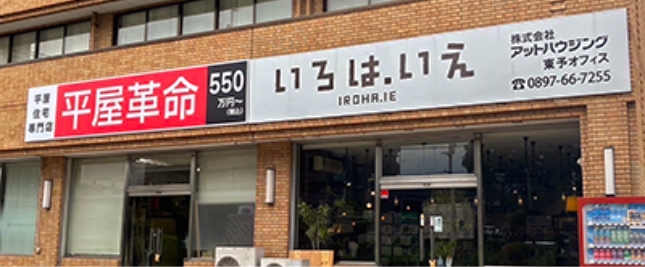 平屋
住宅
専門店
平屋革命
550
万円～
(税込)
いろは.いえ
IROHA.IE
株式会社
アットハウジング
東予オフィス
☎0897-66-7255